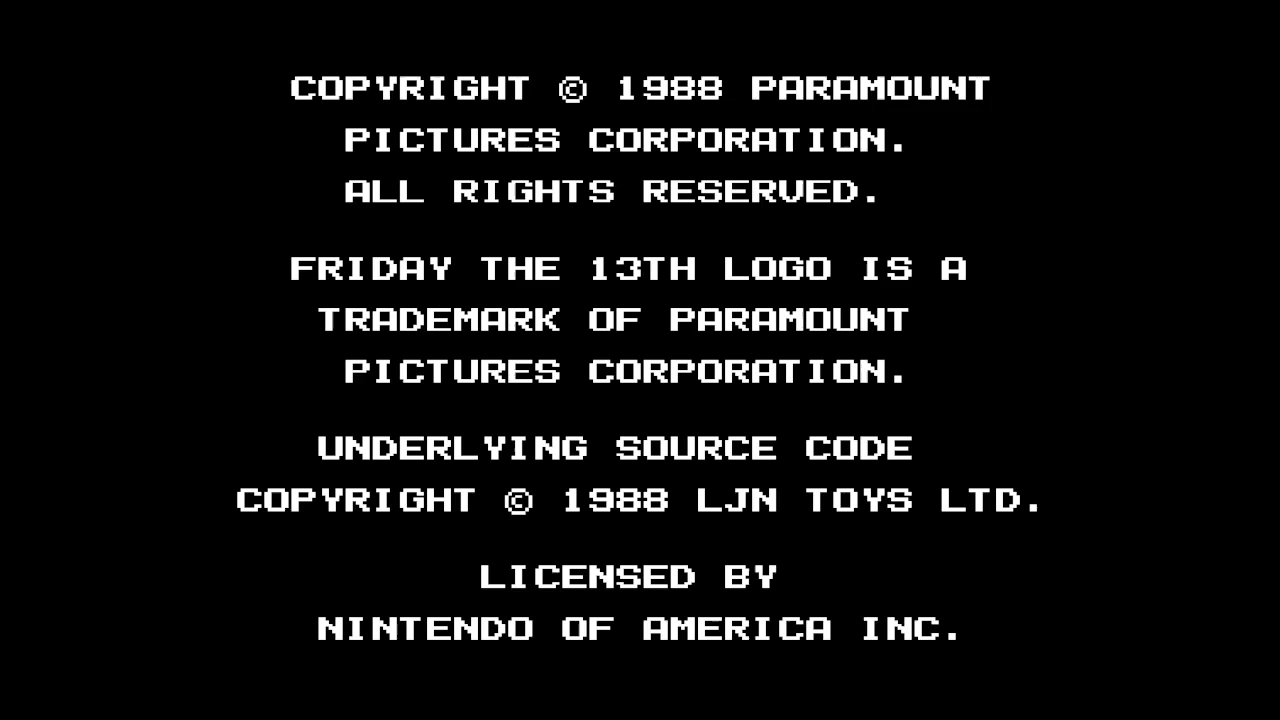 COPYRIGHT © 1988 PARAMOUNT
PICTURES CORPORATION.
ALL RIGHTS RESERVED.
FRIDAY THE 13TH LOGO IS A
TRADEMARK OF PARAMOUNT
PICTURES CORPORATION.
UNDERLYING SOURCE CODE
COPYRIGHT © 1988 LJN TOYS LTD.
LICENSED BY
NINTENDO OF AMERICA INC.